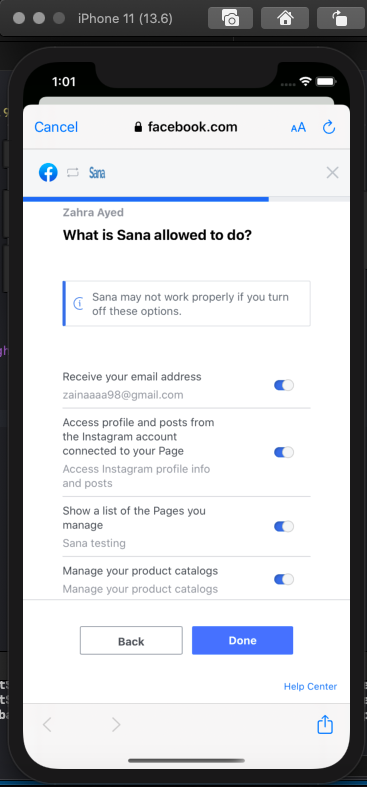 iPhone 11 (13.6)
1:01
Cancel
facebook.com
AA
Sana
Zahra Ayed
What is Sana allowed to do?
Sana may not work properly if you turn
off these options.
Receive your email address
zainaaaa98@gmail.com
Access profile and posts from
the Instagram account
connected to your Page
Access Instagram profile info
and posts
Show a list of the Pages you
manage
Sana testing
Manage your product catalogs
Manage your product catalogs
Back
Done
Help Center